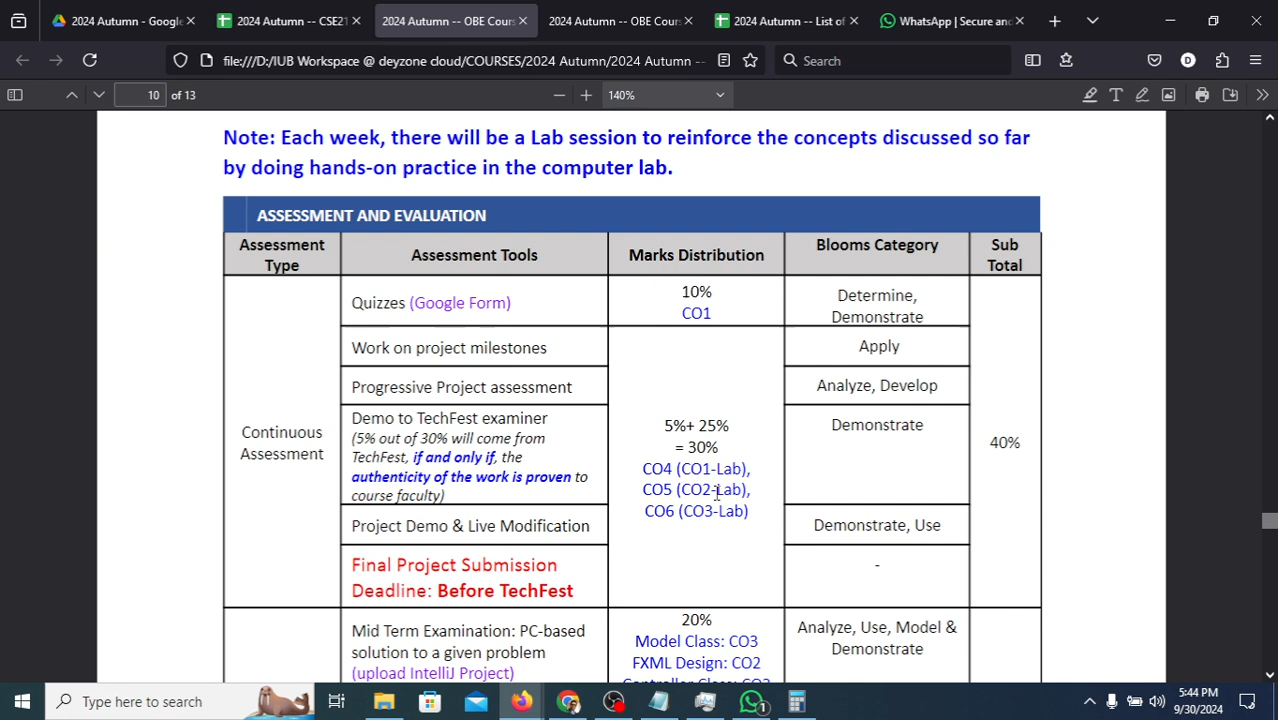 2024 Autumn - Google
2024 Autumn -- CSE21
2024 Autumn -- OBE Cours
2024 Autumn -- OBE Cours
2024 Autumn -- List of
WhatsApp | Secure and
file:///D:/IUB Workspace @ deyzone cloud/COURSES/2024 Autumn/2024 Autumn --
Search
D
10 of 13
140%
Note: Each week, there will be a Lab session to reinforce the concepts discussed so far
by doing hands-on practice in the computer lab.
ASSESSMENT AND EVALUATION
Assessment
Type
Assessment Tools
Marks Distribution
Blooms Category
Sub
Total
Continuous
Assessment
Quizzes (Google Form)
10%
CO1
Determine,
Demonstrate
40%
Work on project milestones
5%+ 25%
= 30%
CO4 (CO1-Lab),
CO5 (CO2-Lab),
CO6 (CO3-Lab)
Apply
Progressive Project assessment
Analyze, Develop
Demo to TechFest examiner
(5% out of 30% will come from
TechFest, if and only if, the
authenticity of the work is proven to
course faculty)
Demonstrate
Project Demo & Live Modification
Demonstrate, Use
Final Project Submission
Deadline: Before TechFest
-
Mid Term Examination: PC-based
solution to a given problem
(upload IntelliJ Project)
20%
Model Class: CO3
FXML Design: CO2
Analyze, Use, Model &
Demonstrate
Type here to search
1
5:44 PM
9/30/2024